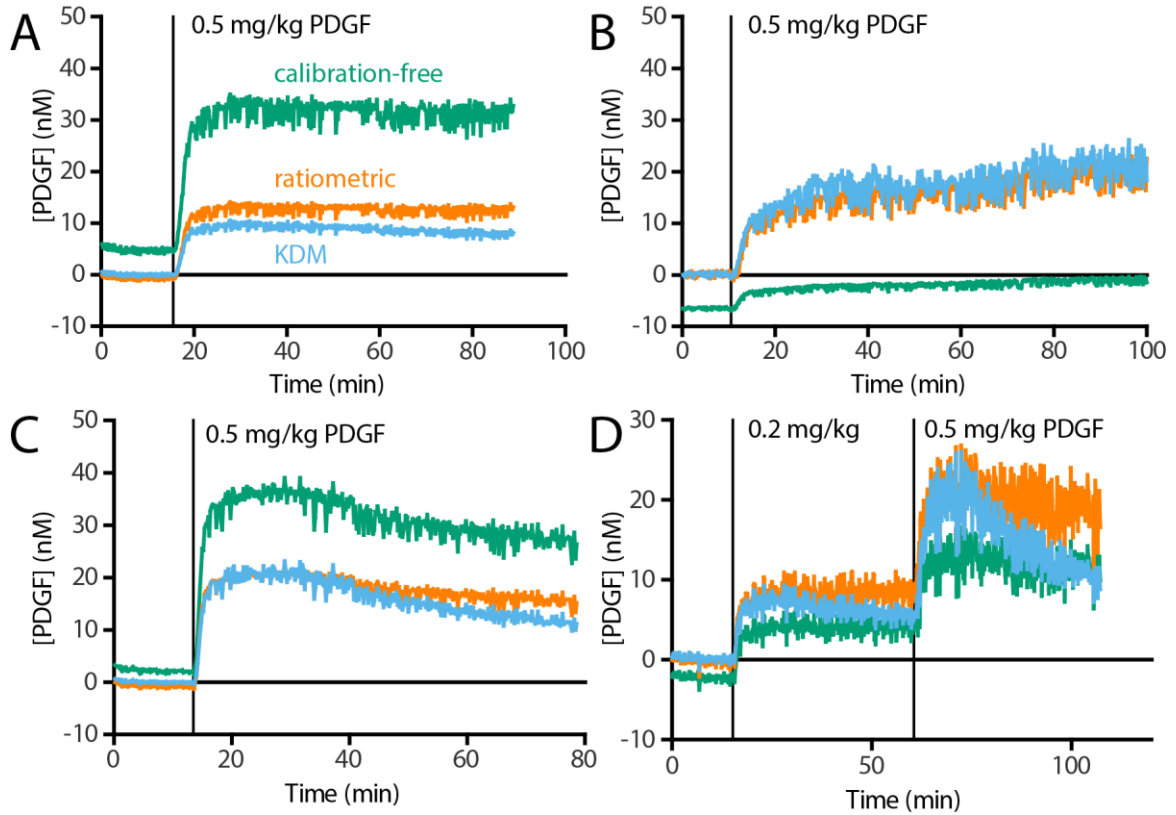 A
0.5 mg/kg PDGF
calibration-free
ratiometric
KDM
[PDGF] (nM)
50
40
30
20
10
0
-10
0 20 40 60 80 100
Time (min)
B
0.5 mg/kg PDGF
[PDGF] (nM)
50
40
30
20
10
0
-10
0 20 40 60 80 100
Time (min)
C
0.5 mg/kg PDGF
[PDGF] (nM)
50
40
30
20
10
0
-10
0 20 40 60 80
Time (min)
D
0.2 mg/kg 0.5 mg/kg PDGF
[PDGF] (nM)
30
20
10
0
-10
0 50 100
Time (min)